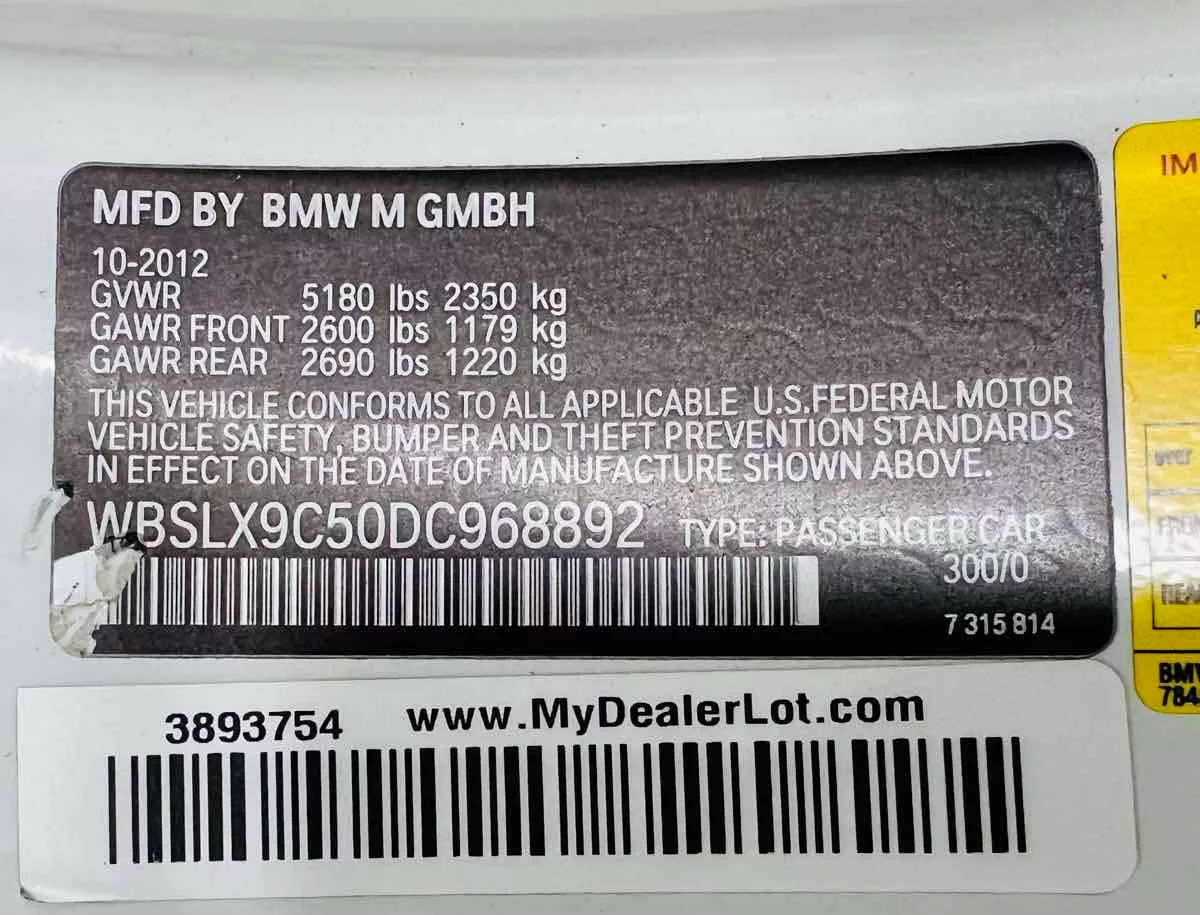 MFD BY BMW M GMBH
10-2012
GVWR 5180 lbs 2350 kg
GAWR FRONT 2600 lbs 1179 kg
GAWR REAR 2690 lbs 1220 kg
THIS VEHICLE CONFORMS TO ALL APPLICABLE U.S.FEDERAL MOTOR
VEHICLE SAFETY, BUMPER AND THEFT PREVENTION STANDARDS
IN EFFECT ON THE DATE OF MANUFACTURE SHOWN ABOVE.
WBSLX9C50DC968892 TYPE: PASSENGER CAR
300/0
7 315 814
3893754 www.MyDealerLot.com
IM
BMW
784